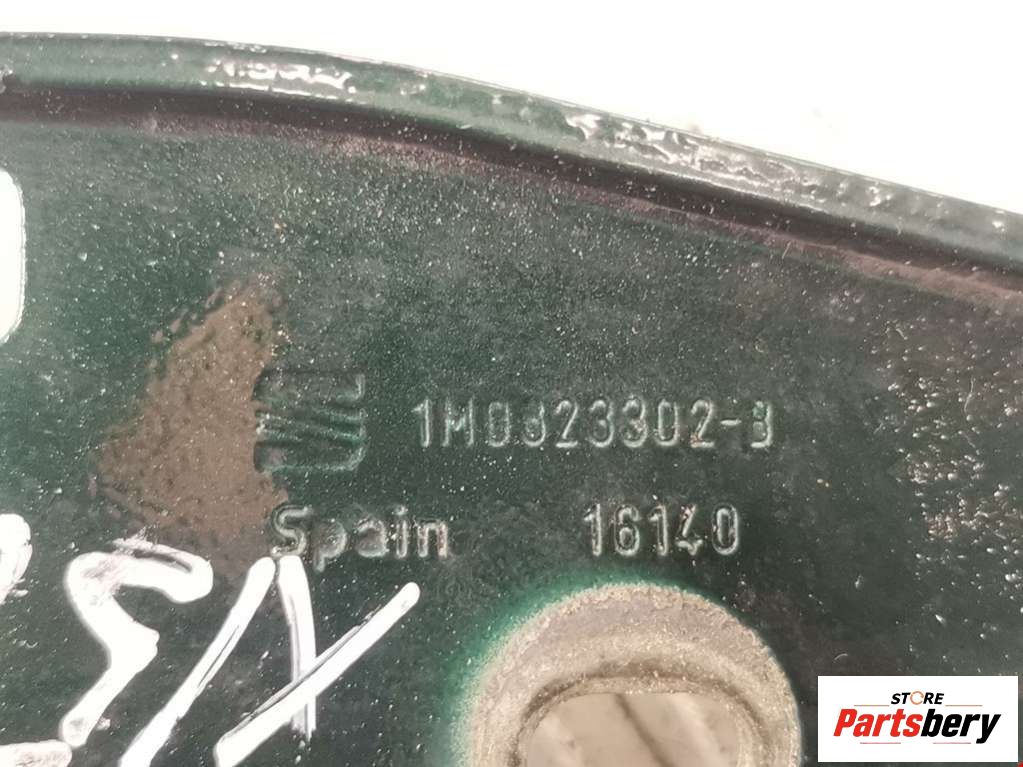 1M0823302-B
Spain 16140
STORE
Partsbery